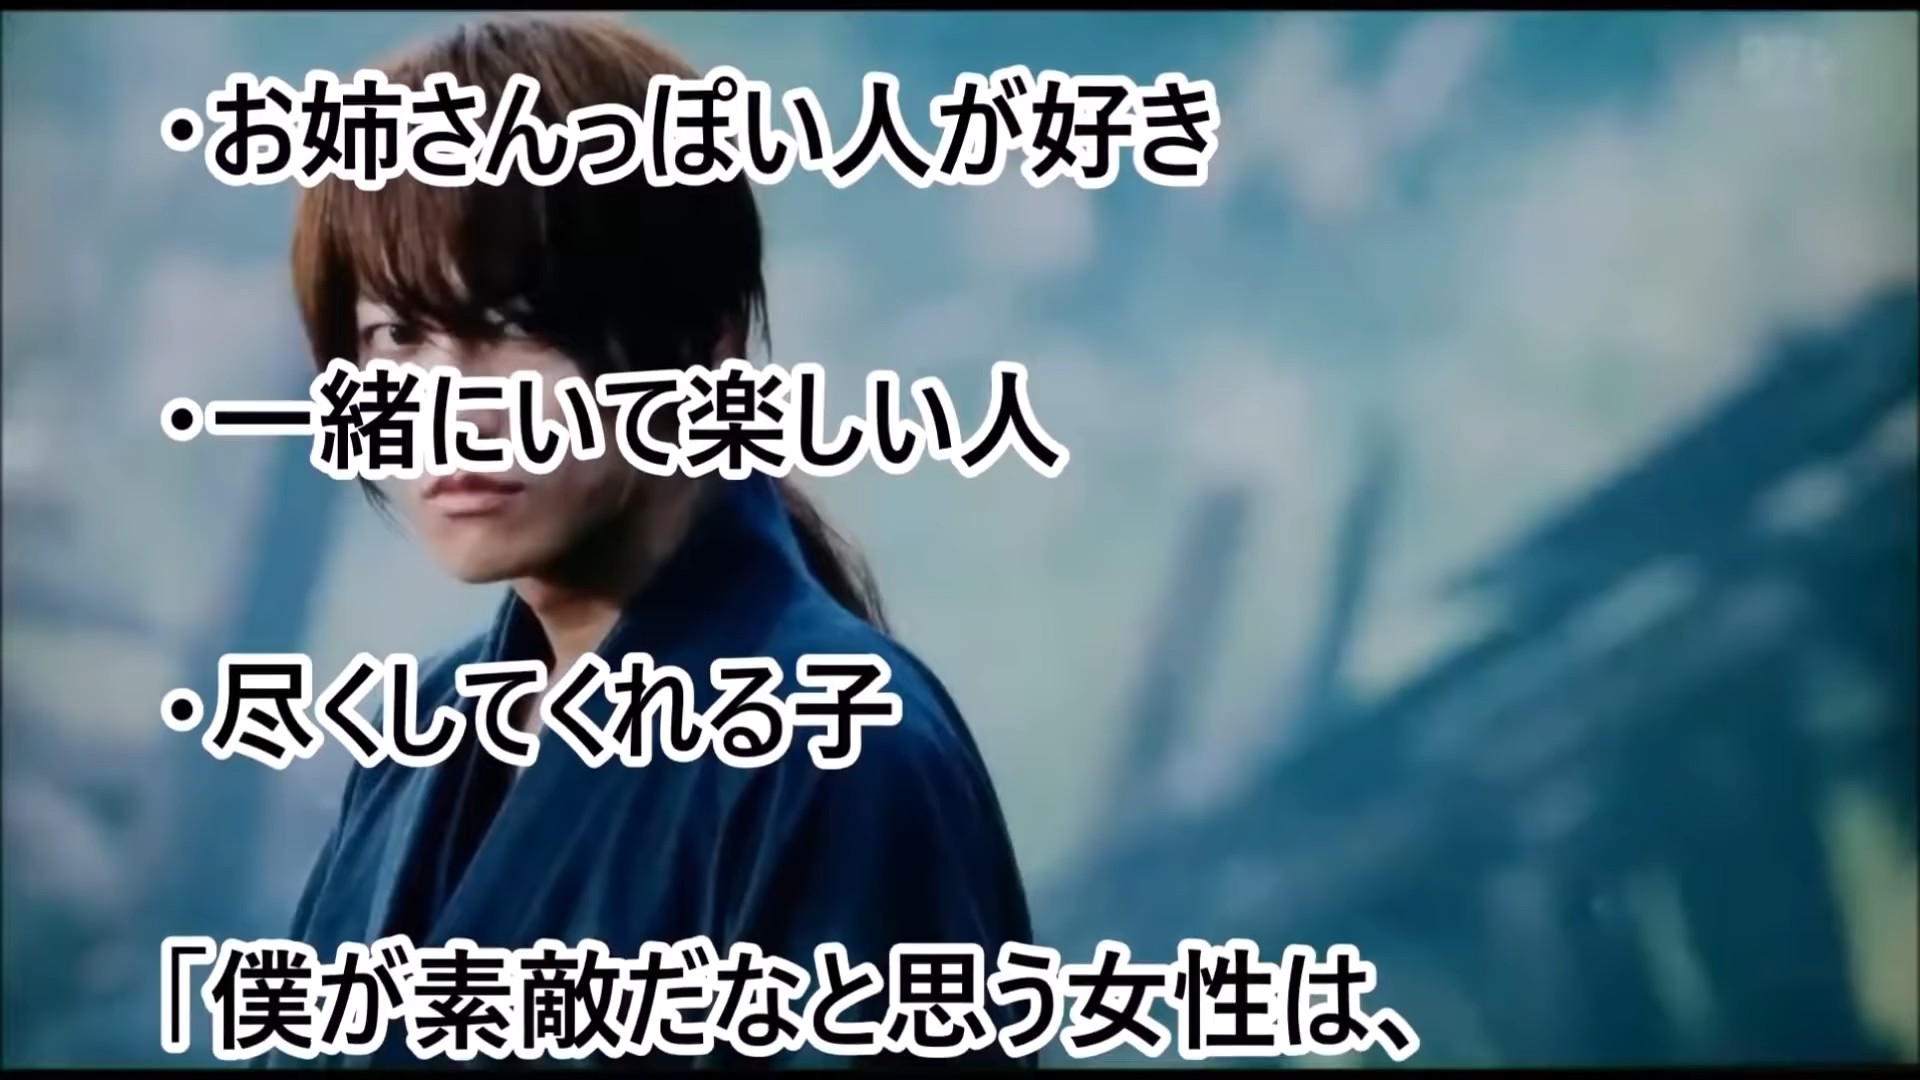 ・お姉さんっぽい人が好き
・一緒にいて楽しい人
・尽くしてくれる子
「僕が素敵だなと思う女性は、